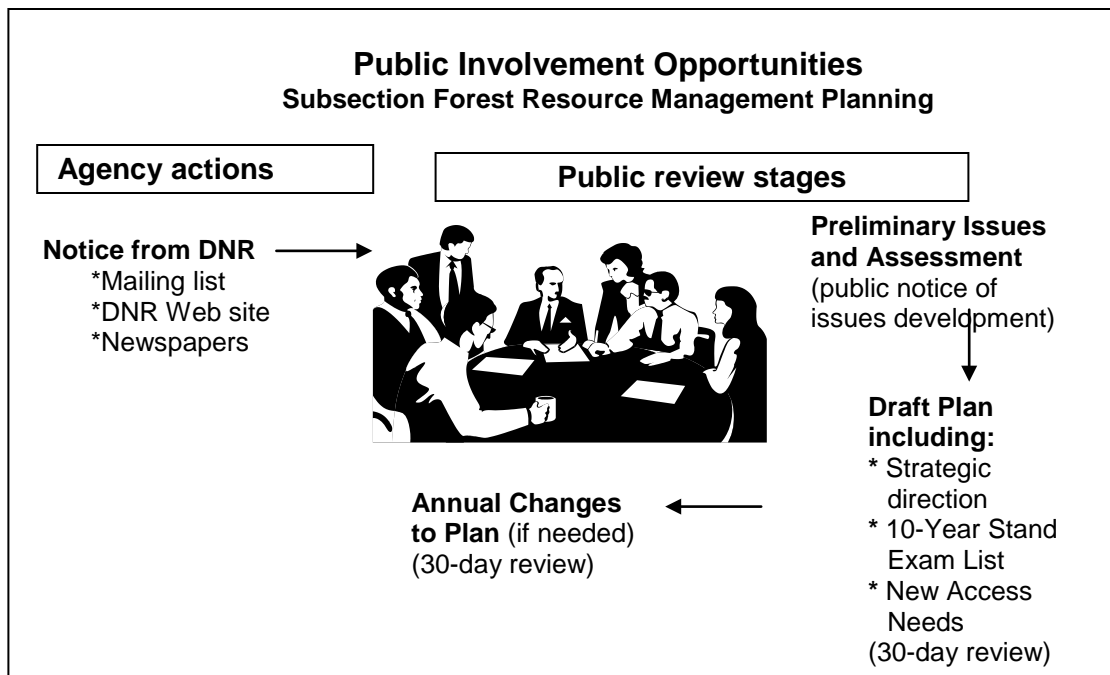 Public Involvement Opportunities
Subsection Forest Resource Management Planning
Agency actions
Public review stages
Notice from DNR
*Mailing list
*DNR Web site
*Newspapers
Preliminary Issues
and Assessment
(public notice of
issues development)
Draft Plan
including:
* Strategic
direction
* 10-Year Stand
Exam List
* New Access
Needs
(30-day review)
Annual Changes
to Plan (if needed)
(30-day review)